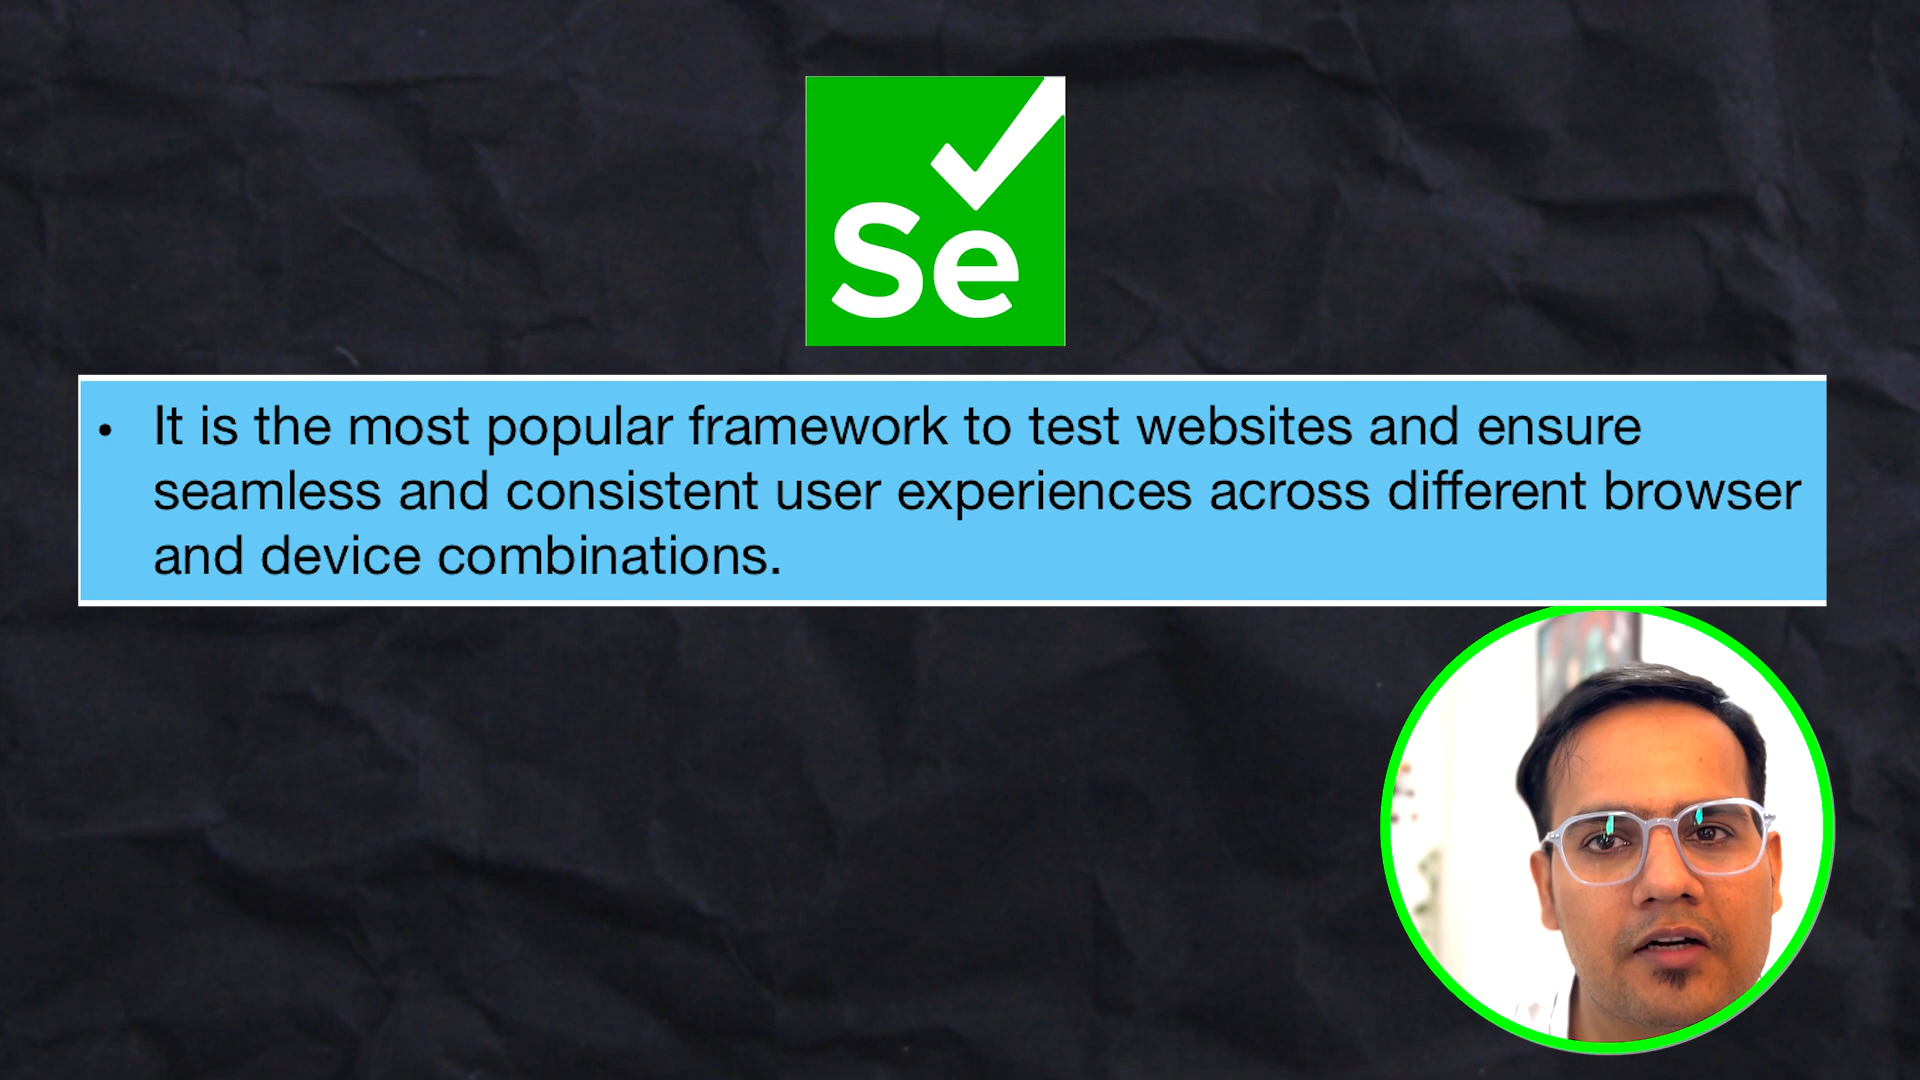 Se
• It is the most popular framework to test websites and ensure
seamless and consistent user experiences across different browser
and device combinations.